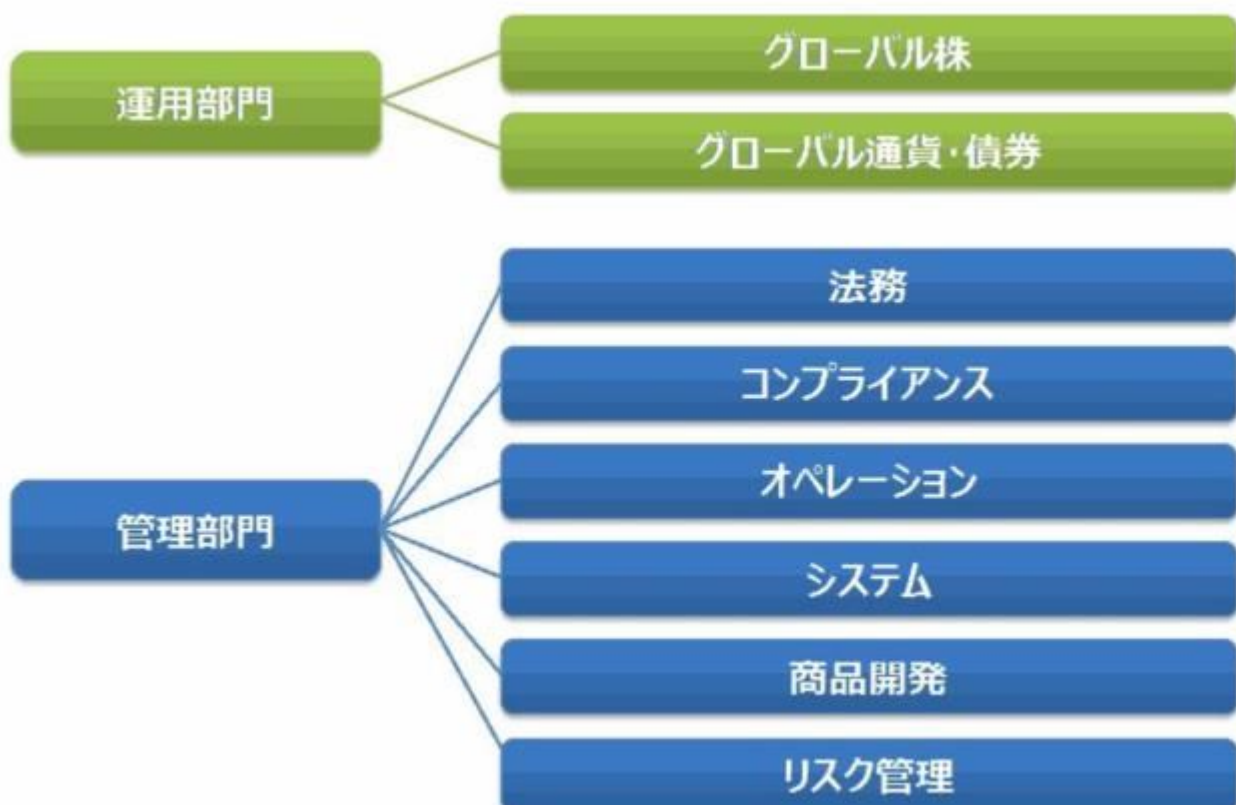 運用部門
グローバル株
グローバル通貨・債券
管理部門
法務
コンプライアンス
オペレーション
システム
商品開発
リスク管理